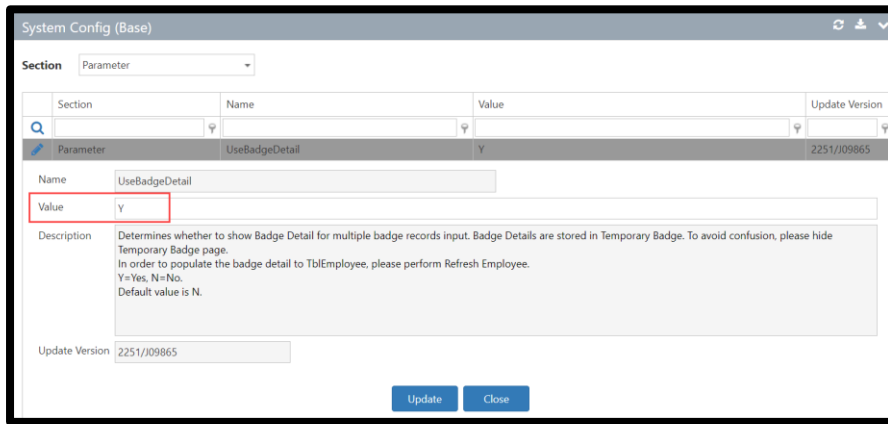 System Config (Base)
Section Parameter
Section Name Value Update Version
Parameter UseBadgeDetail Y 2251/J09865
Name UseBadgeDetail
Value Y
Description Determines whether to show Badge Detail for multiple badge records input. Badge Details are stored in Temporary Badge. To avoid confusion, please hide
Temporary Badge page.
In order to populate the badge detail to TblEmployee, please perform Refresh Employee.
Y=Yes, N=No.
Default value is N.
Update Version 2251/J09865
Update Close